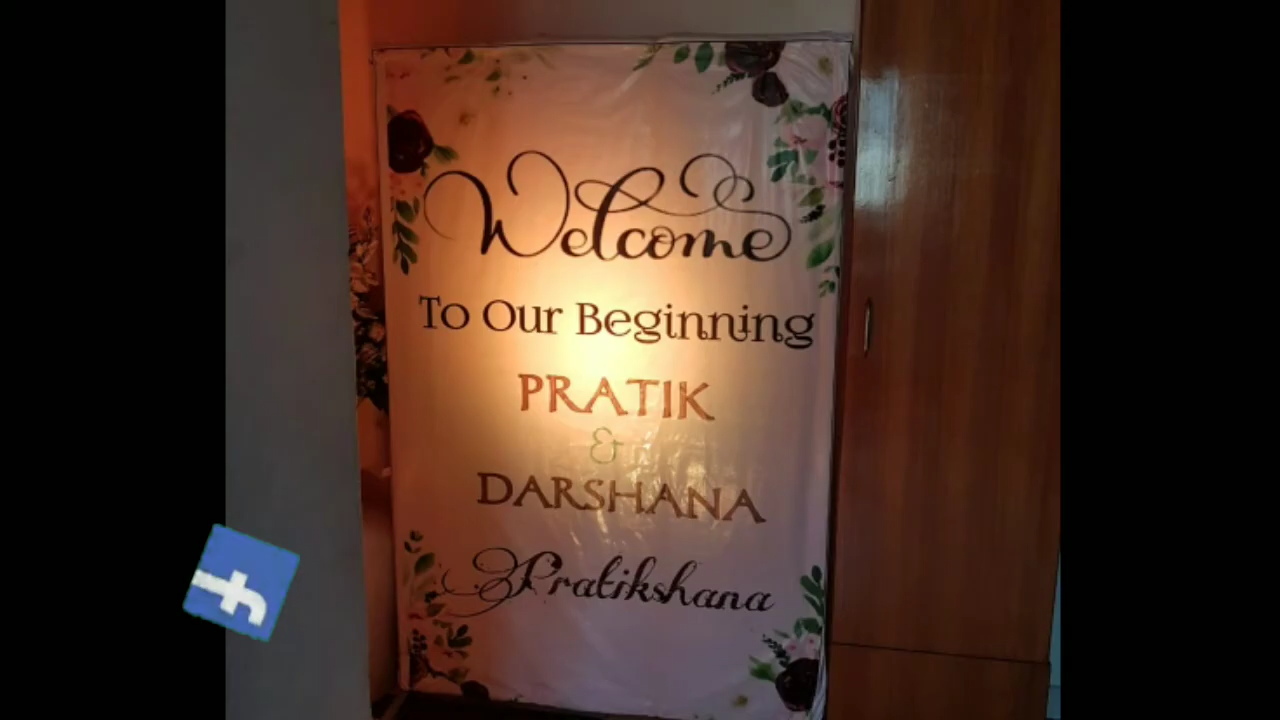 Welcome
To Our Beginning
PRATIK
&
DARSHANA
Pratikshana
f